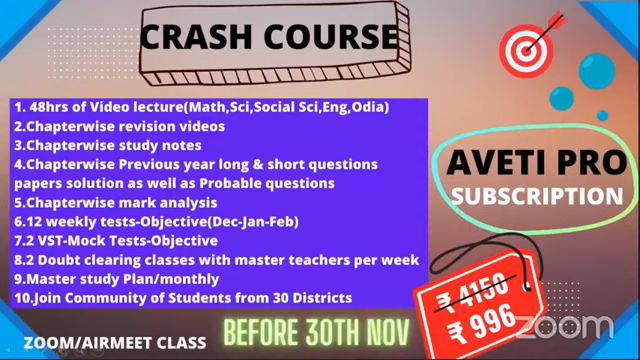 CRASH COURSE
1. 48hrs of Video lecture(Math,Sci,Social Sci,Eng,Odia)
2.Chapterwise revision videos
3.Chapterwise study notes
4.Chapterwise Previous year long & short questions
papers solution as well as Probable questions
5.Chapterwise mark analysis
6.12 weekly tests-Objective(Dec-Jan-Feb)
7.2 VST-Mock Tests-Objective
8.2 Doubt clearing classes with master teachers per week
9.Master study Plan/monthly
10.Join Community of Students from 30 Districts
AVETI PRO
SUBSCRIPTION
₹ 4150
₹ 996
zoom
ZOOM/AIRMEET CLASS
BEFORE 30TH NOV